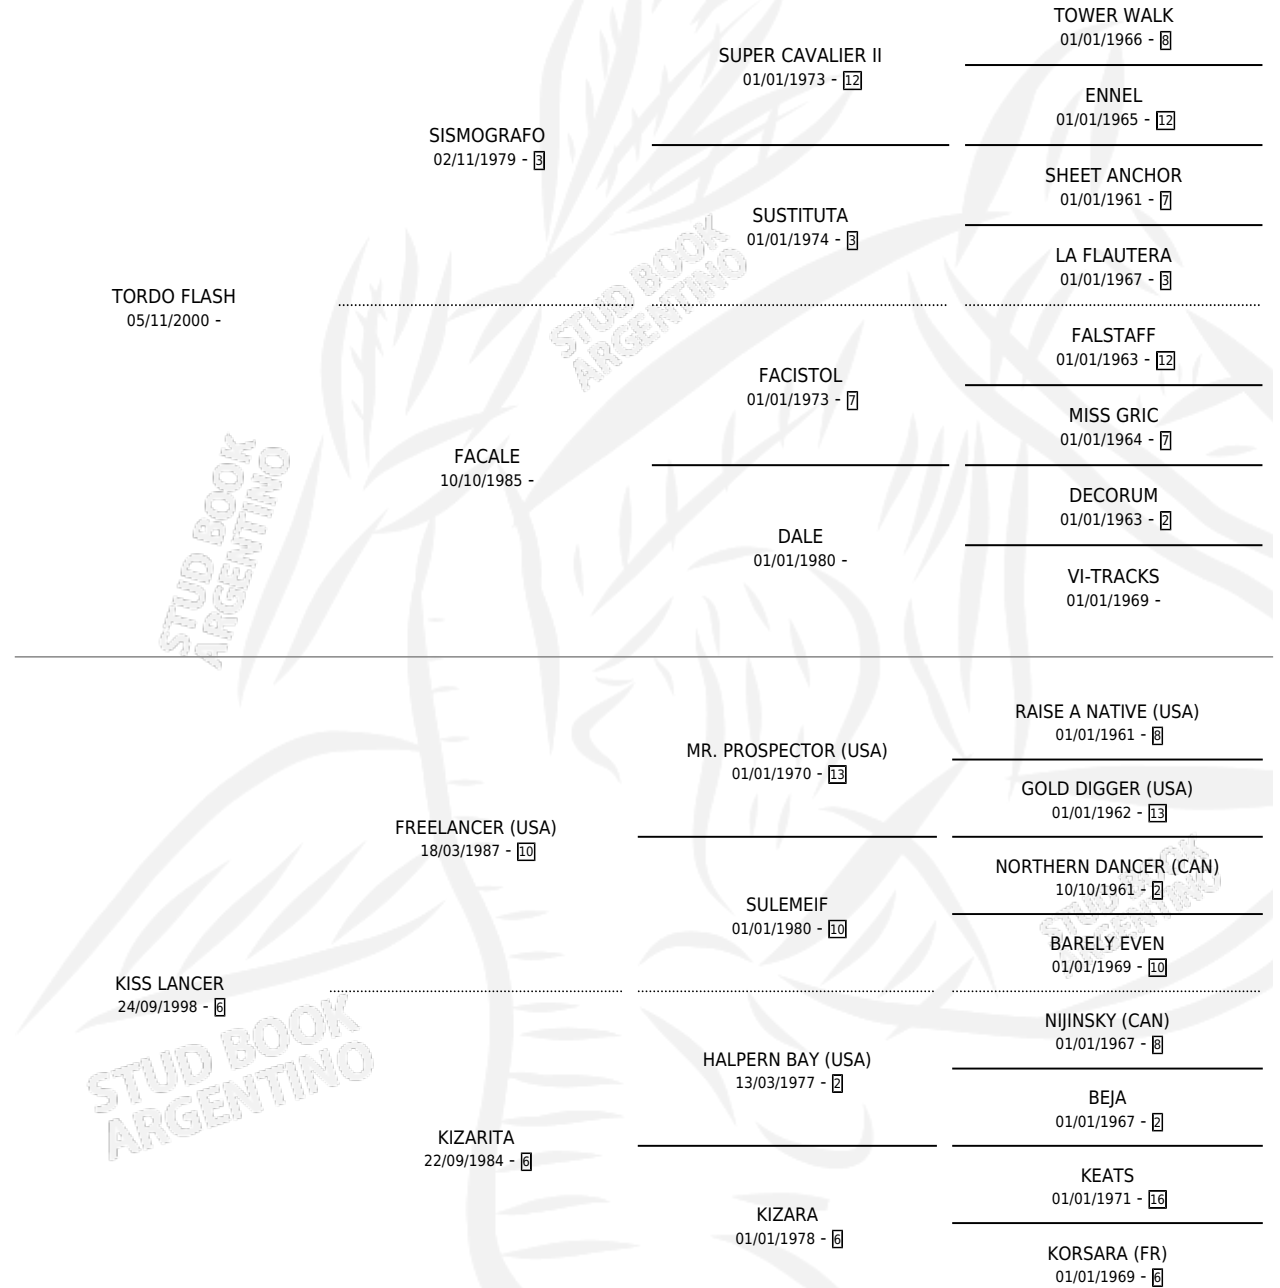 TOWER WALK
01/01/1966 - 8
SUPER CAVALIER II
01/01/1973 - 12
ENNEL
01/01/1965 - 12
SISMOGRAFO
02/11/1979 - 3
SHEET ANCHOR
01/01/1961 - 7
SUSTITUTA
01/01/1974 - 3
LA FLAUTERA
01/01/1967 - 3
TORDO FLASH
05/11/2000 -
FALSTAFF
01/01/1963 - 12
FACISTOL
01/01/1973 - 7
MISS GRIC
01/01/1964 - 7
FACALE
10/10/1985 -
DECORUM
01/01/1963 - 2
DALE
01/01/1980 -
VI-TRACKS
01/01/1969 -
STUD BOOK
ARGENTINO
STUD BOOK
ARGENTINO
RAISE A NATIVE (USA)
01/01/1961 - 8
MR. PROSPECTOR (USA)
01/01/1970 - 13
GOLD DIGGER (USA)
01/01/1962 - 13
FREELANCER (USA)
18/03/1987 - 10
NORTHERN DANCER (CAN)
10/10/1961 - 2
SULEMEIF
01/01/1980 - 10
BARELY EVEN
01/01/1969 - 10
KISS LANCER
24/09/1998 - 6
NIJINSKY (CAN)
01/01/1967 - 8
HALPERN BAY (USA)
13/03/1977 - 2
BEJA
01/01/1967 - 2
KIZARITA
22/09/1984 - 6
KEATS
01/01/1971 - 16
KIZARA
01/01/1978 - 6
KORSARA (FR)
01/01/1969 - 6
STUD BOOK
ARGENTINO
STUD BOOK
ARGENTINO